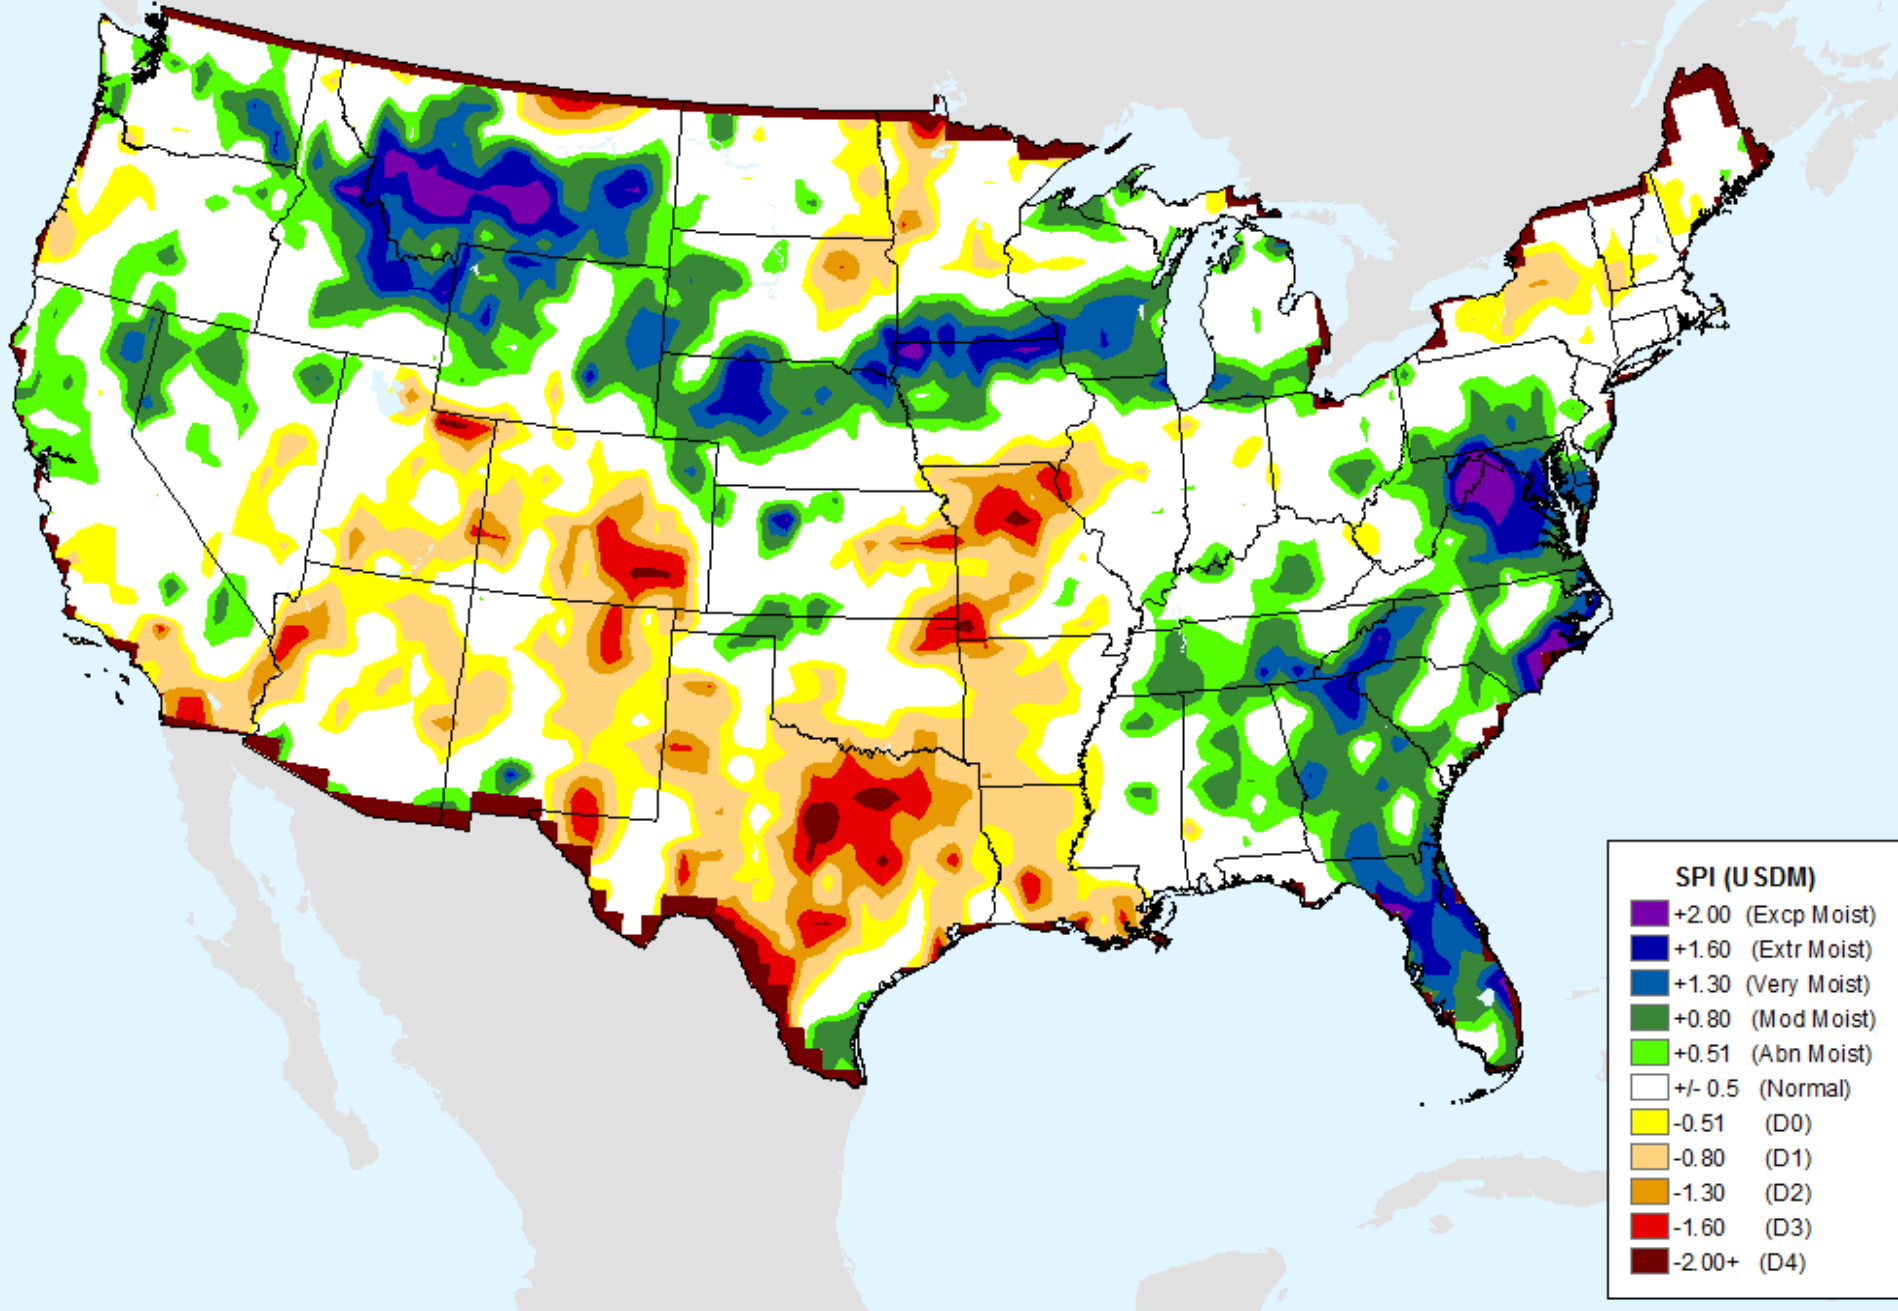 SPI (USDM)
+2.00 (Excp Moist)
+1.60 (Extr Moist)
+1.30 (Very Moist)
+0.80 (Mod Moist)
+0.51 (Abn Moist)
+/- 0.5 (Normal)
-0.51 (D0)
-0.80 (D1)
-1.30 (D2)
-1.60 (D3)
-2.00+ (D4)